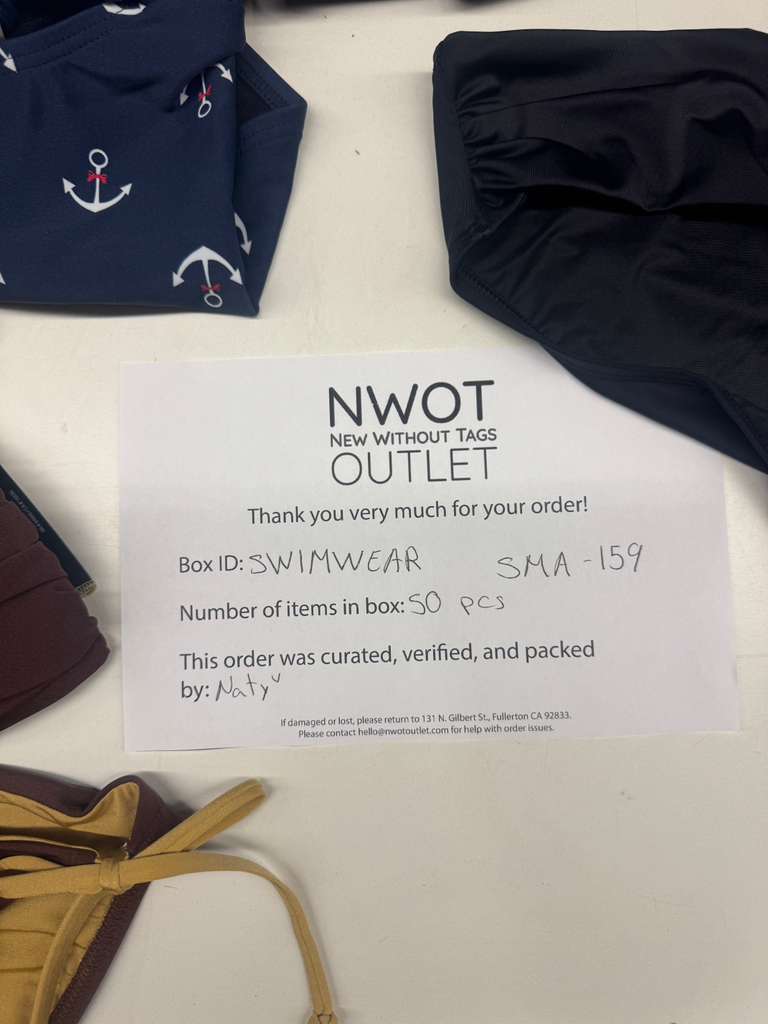 NWOT
NEW WITHOUT TAGS
OUTLET
Thank you very much for your order!
Box ID: SWIMWEAR SMA-159
Number of items in box: 50 pcs
This order was curated, verified, and packed
by: Naty
If damaged or lost, please return to 131 N. Gilbert St., Fullerton CA 92833.
Please contact hello@nwotoutlet.com for help with order issues.